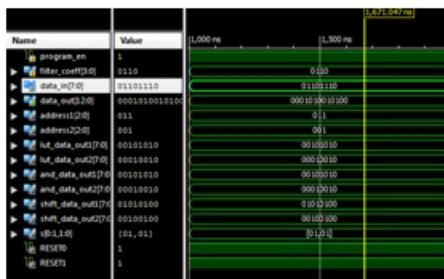 1,671.047 ns
Name Value 1,000 ns 1,500 ns
program_en 1
filter_coeff[3:0] 0110 0110
data_in[7:0] 01101110 01101110
data_out[12:0] 0001010010100 0001010010100
address1[2:0] 011 011
address2[2:0] 001 001
lut_data_out1[7:0] 00101010 00101010
lut_data_out2[7:0] 00010010 00010010
and_data_out1[7:0 00101010 00101010
and_data_out2[7:0 00010010 00010010
shift_data_out1[7:0 01010100 01010100
shift_data_out2[7:0 00100100 00100100
s[0:1,1:0] [01,01] [01,01]
RESET0 1
RESET1 1